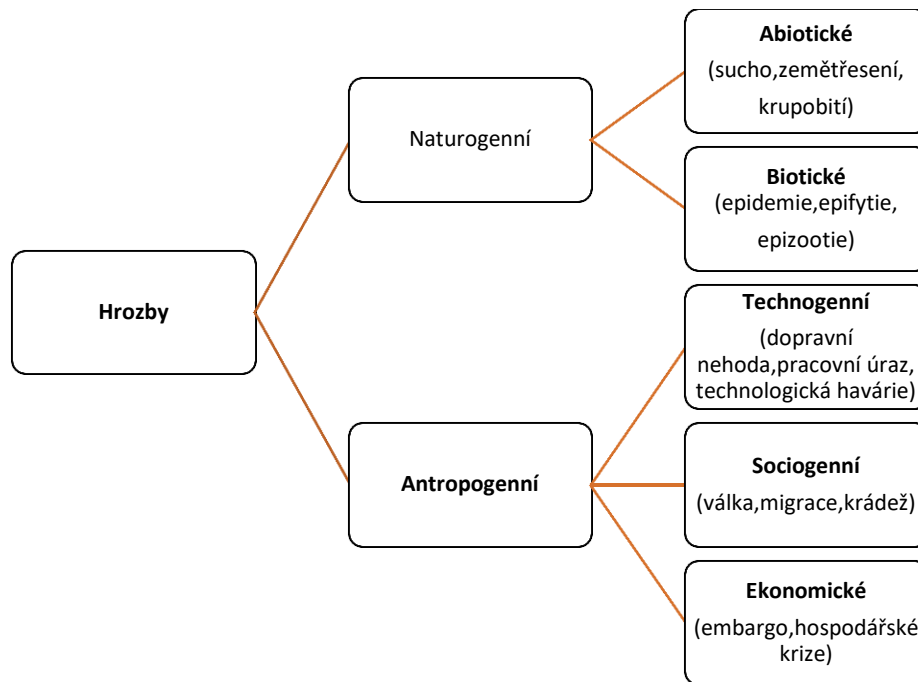 Abiotické
(sucho,zemětřesení,
krupobití)
Naturogenní
Biotické
(epidemie,epifytie,
epizootie)
Hrozby
Technogenní
(dopravní
nehoda,pracovní úraz,
technologická havárie)
Antropogenní
Sociogenní
(válka,migrace,krádež)
Ekonomické
(embargo,hospodářské
krize)